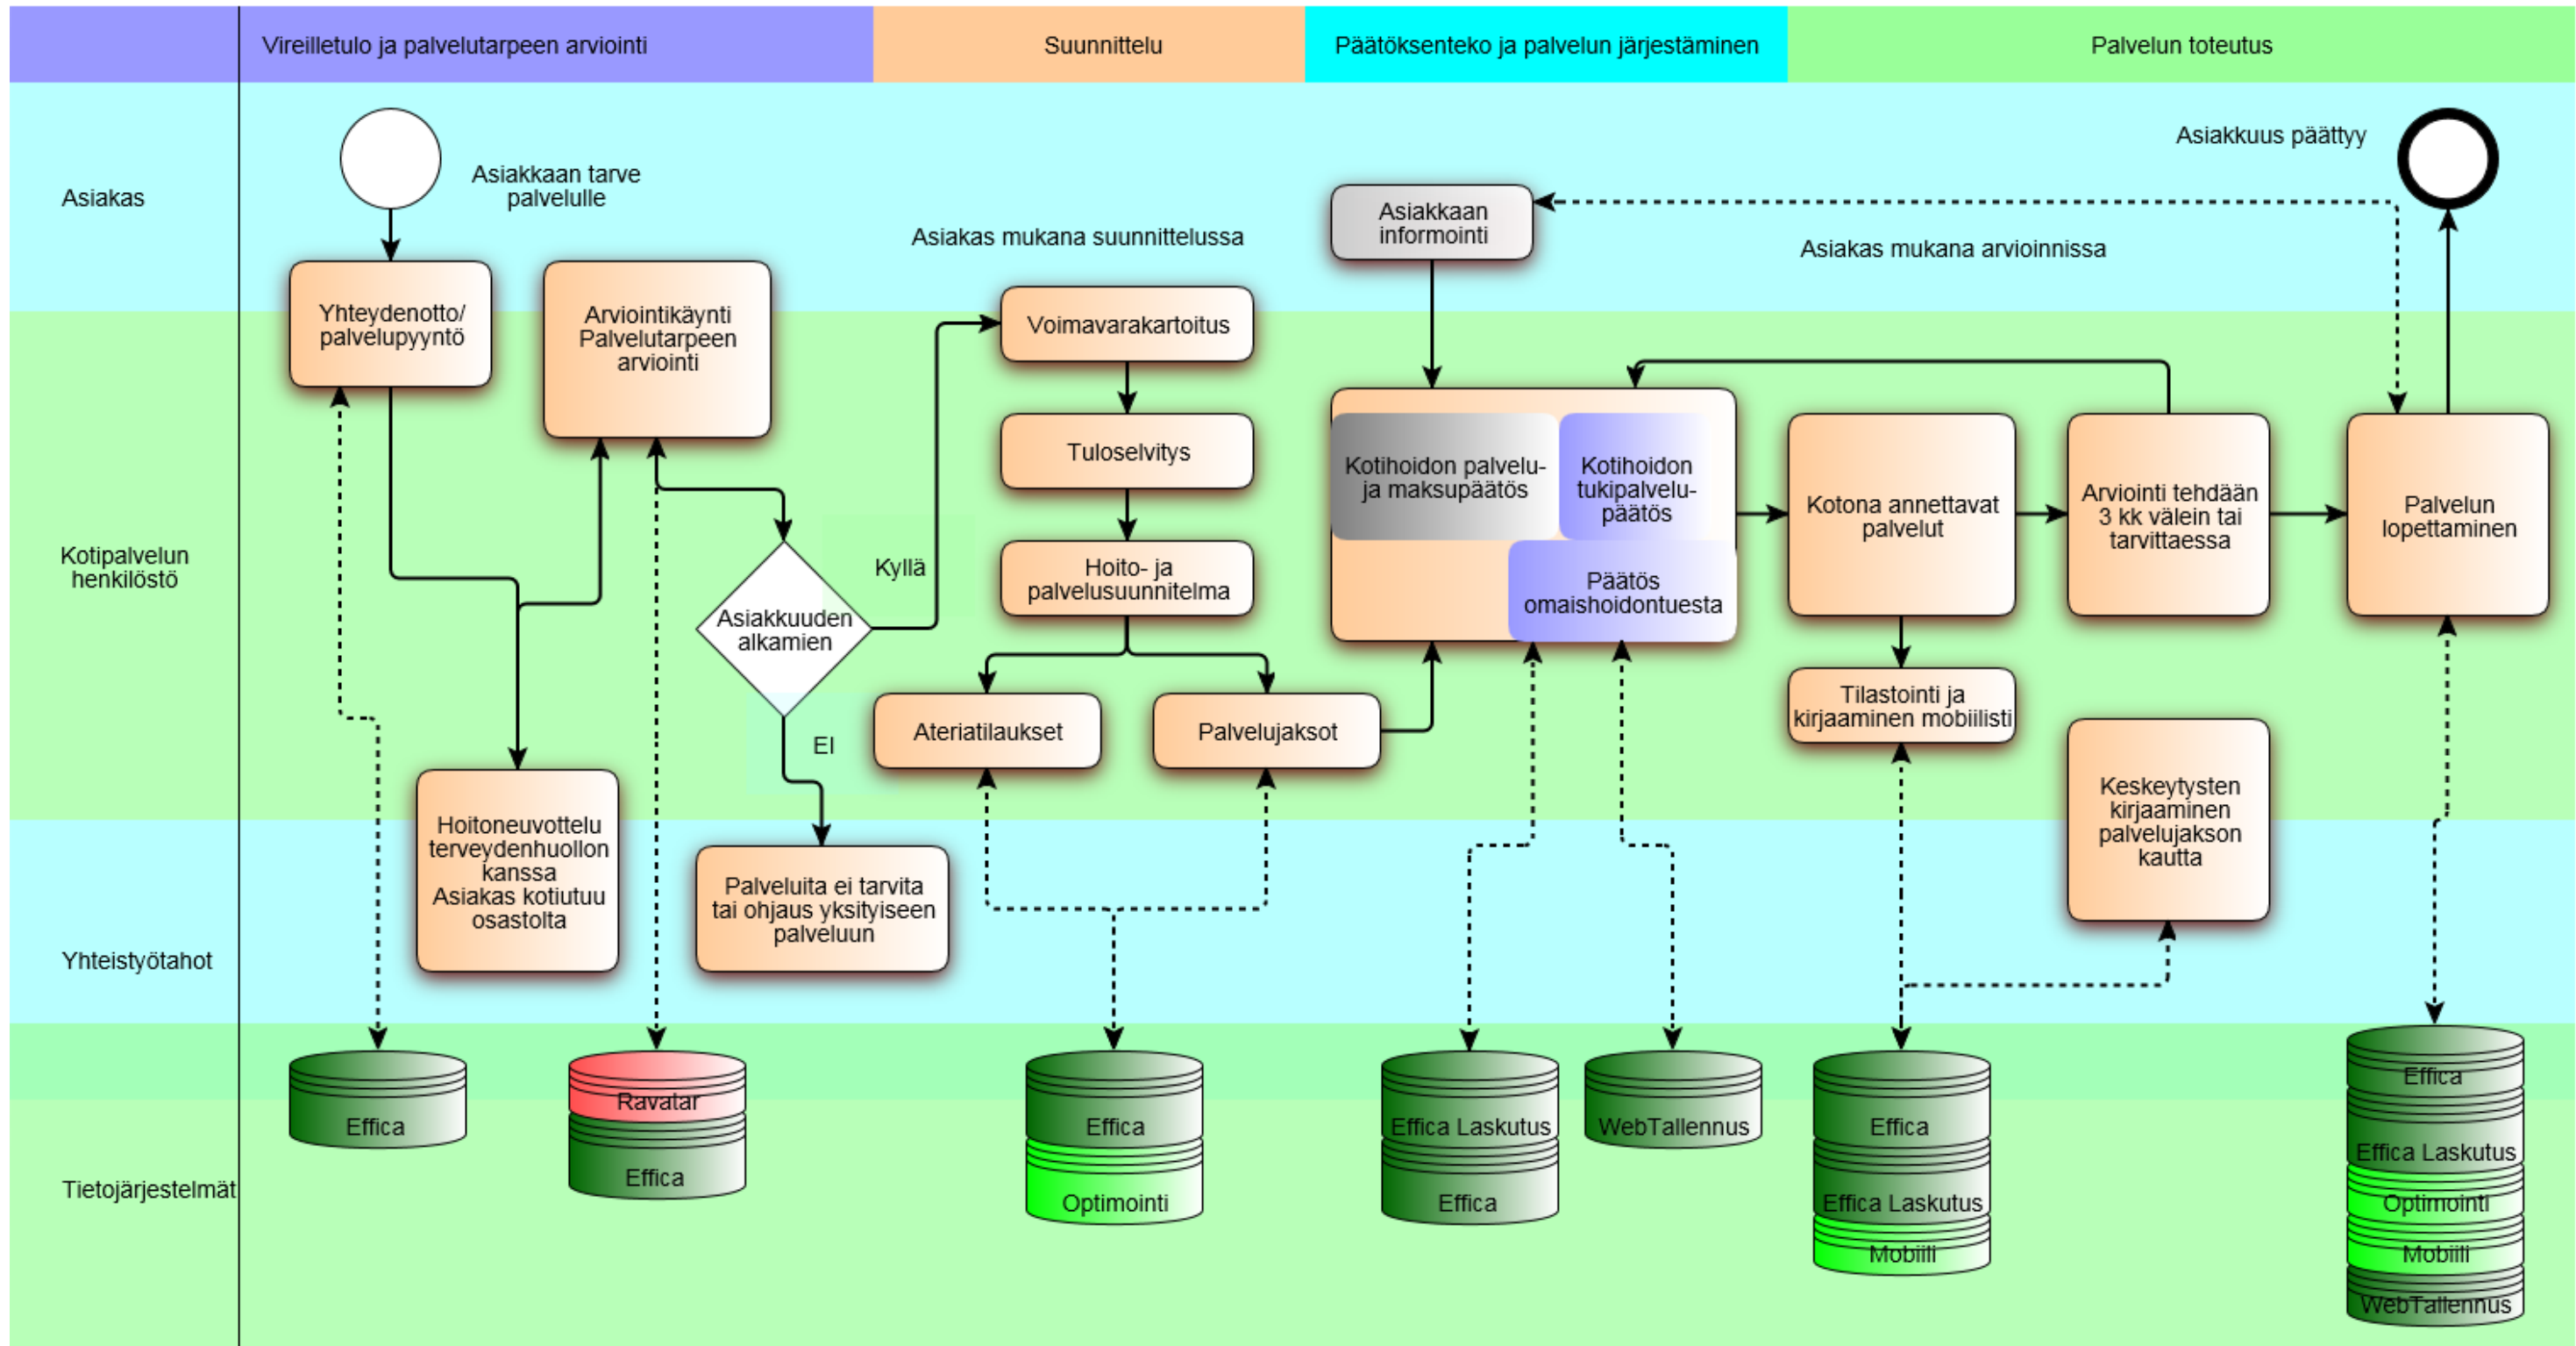 Vireilletulo ja palvelutarpeen arviointi
Suunnittelu
Päätöksenteko ja palvelun järjestäminen
Palvelun toteutus
Asiakas
Asiakkaan tarve
palvelulle
Asiakas mukana suunnittelussa
Asiakkaan
informointi
Asiakas mukana arvioinnissa
Asiakkuus päättyy
Yhteydenotto/
palvelupyyntö
Arviointikäynti
Palvelutarpeen
arviointi
Voimavarakartoitus
Tuloselvitys
Hoito- ja
palvelusuunnitelma
Kotipalvelun
henkilöstö
Asiakkuuden
alkamien
Kyllä
EI
Ateriatilaukset
Palvelujaksot
Kotihoidon palvelu-
ja maksupäätös
Kotihoidon
tukipalvelu-
päätös
Päätös
omaishoidontuesta
Kotona annettavat
palvelut
Arviointi tehdään
3 kk välein tai
tarvittaessa
Palvelun
lopettaminen
Tilastointi ja
kirjaaminen mobiilisti
Keskeytysten
kirjaaminen
palvelujakson
kautta
Hoitoneuvottelu
terveydenhuollon
kanssa
Asiakas kotiutuu
osastolta
Palveluita ei tarvita
tai ohjaus yksityiseen
palveluun
Yhteistyötahot
Tietojärjestelmät
Effica
Ravatar
Effica
Effica
Optimointi
Effica Laskutus
Effica
WebTallennus
Effica
Effica Laskutus
Mobiili
Effica
Effica Laskutus
Optimointi
Mobiili
WebTallennus